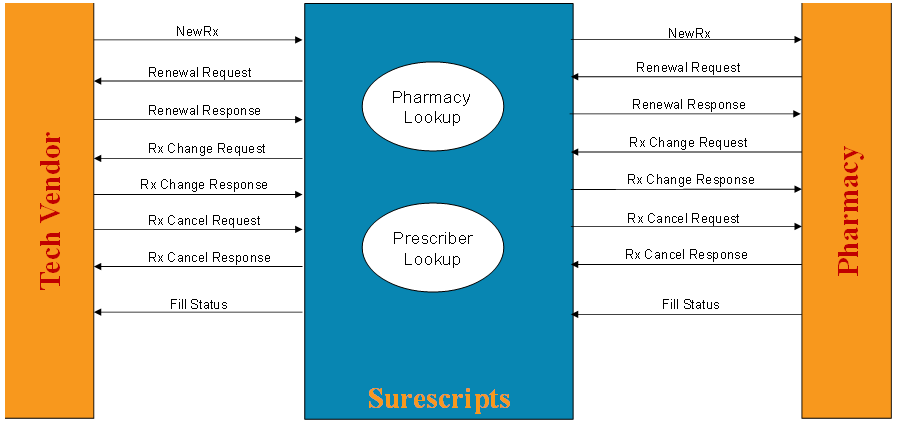 NewRx
Renewal Request
Renewal Response
Rx Change Request
Rx Change Response
Rx Cancel Request
Rx Cancel Response
Fill Status
Tech Vendor
Pharmacy
Lookup
Prescriber
Lookup
Surescripts
NewRx
Renewal Request
Renewal Response
Rx Change Request
Rx Change Response
Rx Cancel Request
Rx Cancel Response
Fill Status
Pharmacy